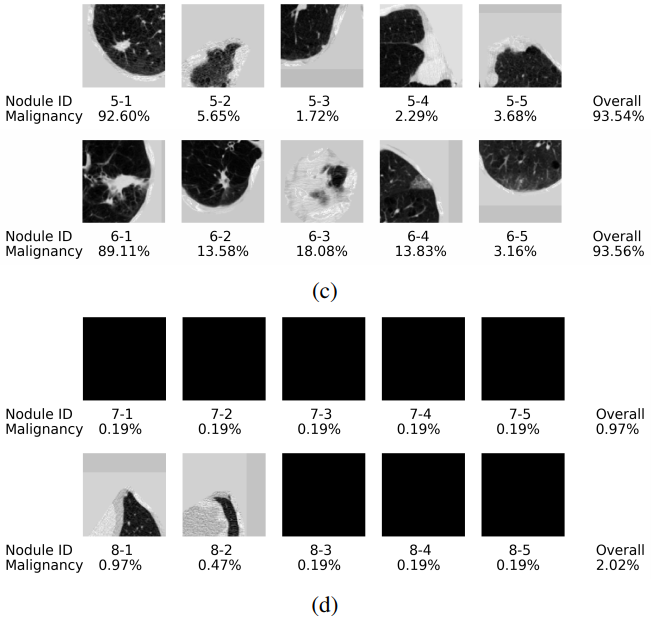 Nodule ID 5-1 5-2 5-3 5-4 5-5 Overall
Malignancy 92.60% 5.65% 1.72% 2.29% 3.68% 93.54%
Nodule ID 6-1 6-2 6-3 6-4 6-5 Overall
Malignancy 89.11% 13.58% 18.08% 13.83% 3.16% 93.56%
(c)
Nodule ID 7-1 7-2 7-3 7-4 7-5 Overall
Malignancy 0.19% 0.19% 0.19% 0.19% 0.19% 0.97%
Nodule ID 8-1 8-2 8-3 8-4 8-5 Overall
Malignancy 0.97% 0.47% 0.19% 0.19% 0.19% 2.02%
(d)